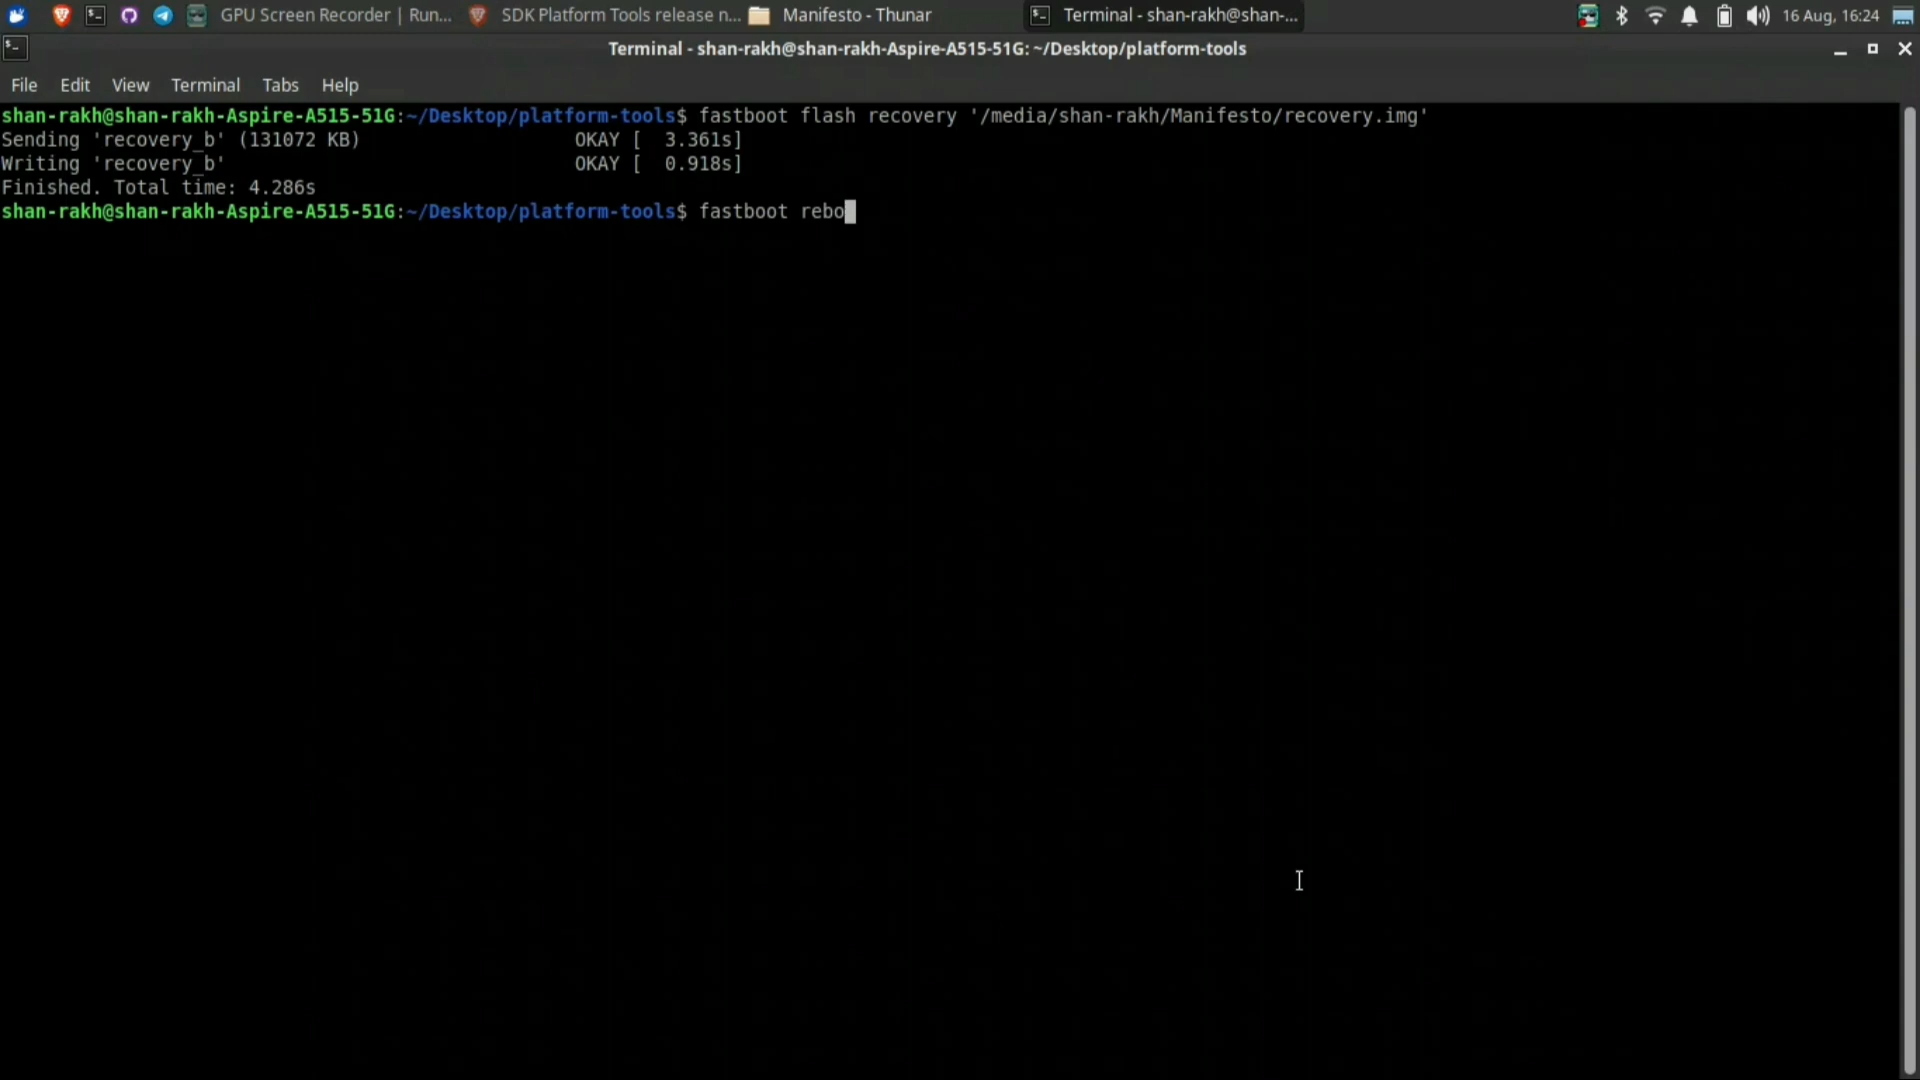 GPU Screen Recorder | Run... SDK Platform Tools release n... Manifesto - Thunar Terminal - shan-rakh@shan-... 16 Aug, 16:24
Terminal - shan-rakh@shan-rakh-Aspire-A515-51G: ~/Desktop/platform-tools
File Edit View Terminal Tabs Help
shan-rakh@shan-rakh-Aspire-A515-51G:~/Desktop/platform-tools$ fastboot flash recovery '/media/shan-rakh/Manifesto/recovery.img'
Sending 'recovery_b' (131072 KB) OKAY [ 3.361s]
Writing 'recovery_b' OKAY [ 0.918s]
Finished. Total time: 4.286s
shan-rakh@shan-rakh-Aspire-A515-51G:~/Desktop/platform-tools$ fastboot rebo